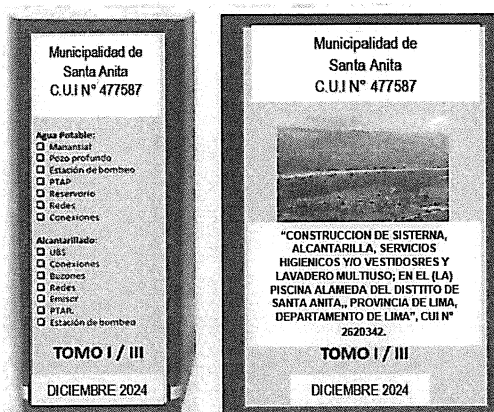 Municipalidad de
Santa Anita
C.U.I N° 477587
Agua Potable:
☐ Manantial
☐ Pozo profundo
☐ Estación de bombeo
☐ PTAP
☐ Reservorio
☐ Redes
☐ Conexiones
Alcantarillado:
☐ UBS
☐ Conexiones
☐ Buzones
☐ Redes
☐ Emisor
☐ PTAR.
☐ Estación de bombeo
TOMO I / III
DICIEMBRE 2024
Municipalidad de
Santa Anita
C.U.I N° 477587
"CONSTRUCCION DE SISTERNA,
ALCANTARILLA, SERVICIOS
HIGIENICOS Y/O VESTIDOSRES Y
LAVADERO MULTIUSO; EN EL (LA)
PISCINA ALAMEDA DEL DISTTITO DE
SANTA ANITA,, PROVINCIA DE LIMA,
DEPARTAMENTO DE LIMA", CUI N°
2620342.
TOMO I / III
DICIEMBRE 2024